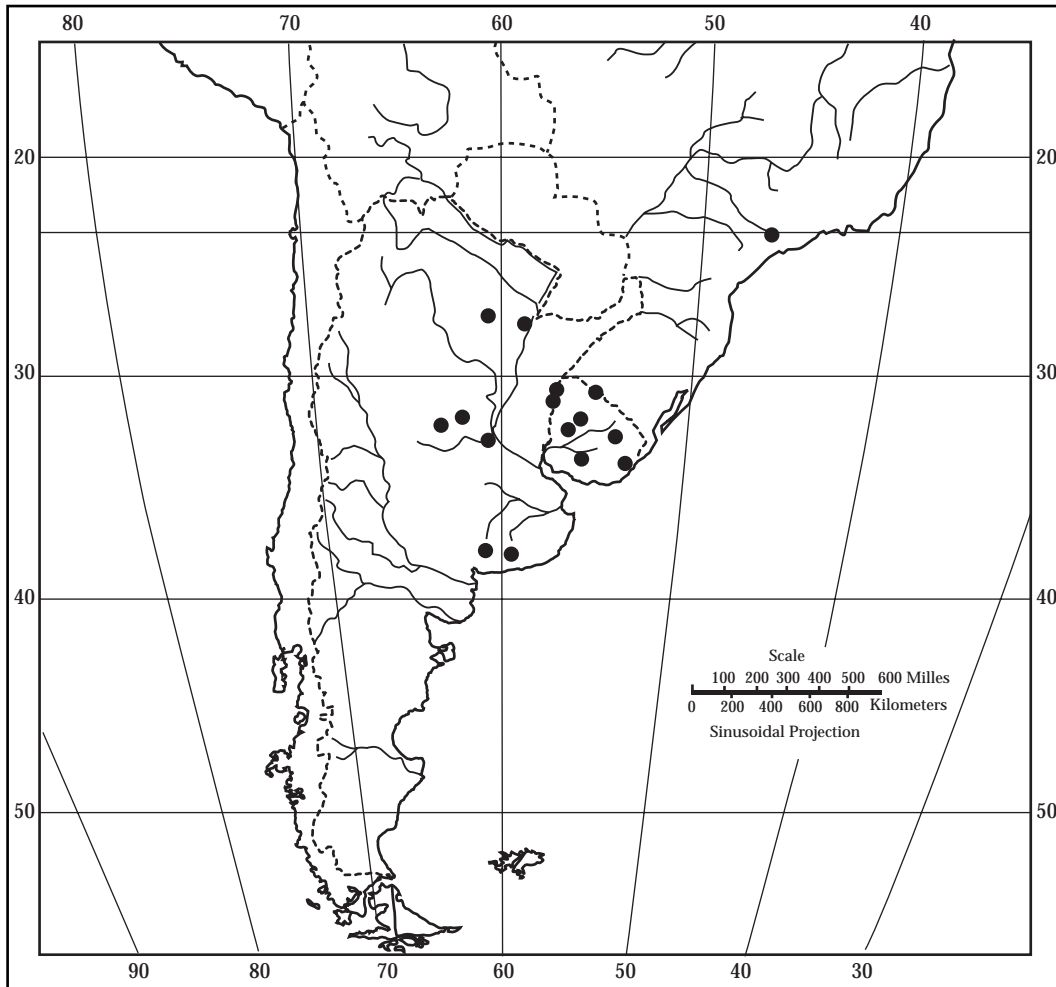 80 70 60 50 40
20 20
30 30
40 40
Scale
100 200 300 400 500 600 Milles
0 200 400 600 800 Kilometers
Sinusoidal Projection
50 50
90 80 70 60 50 40 30